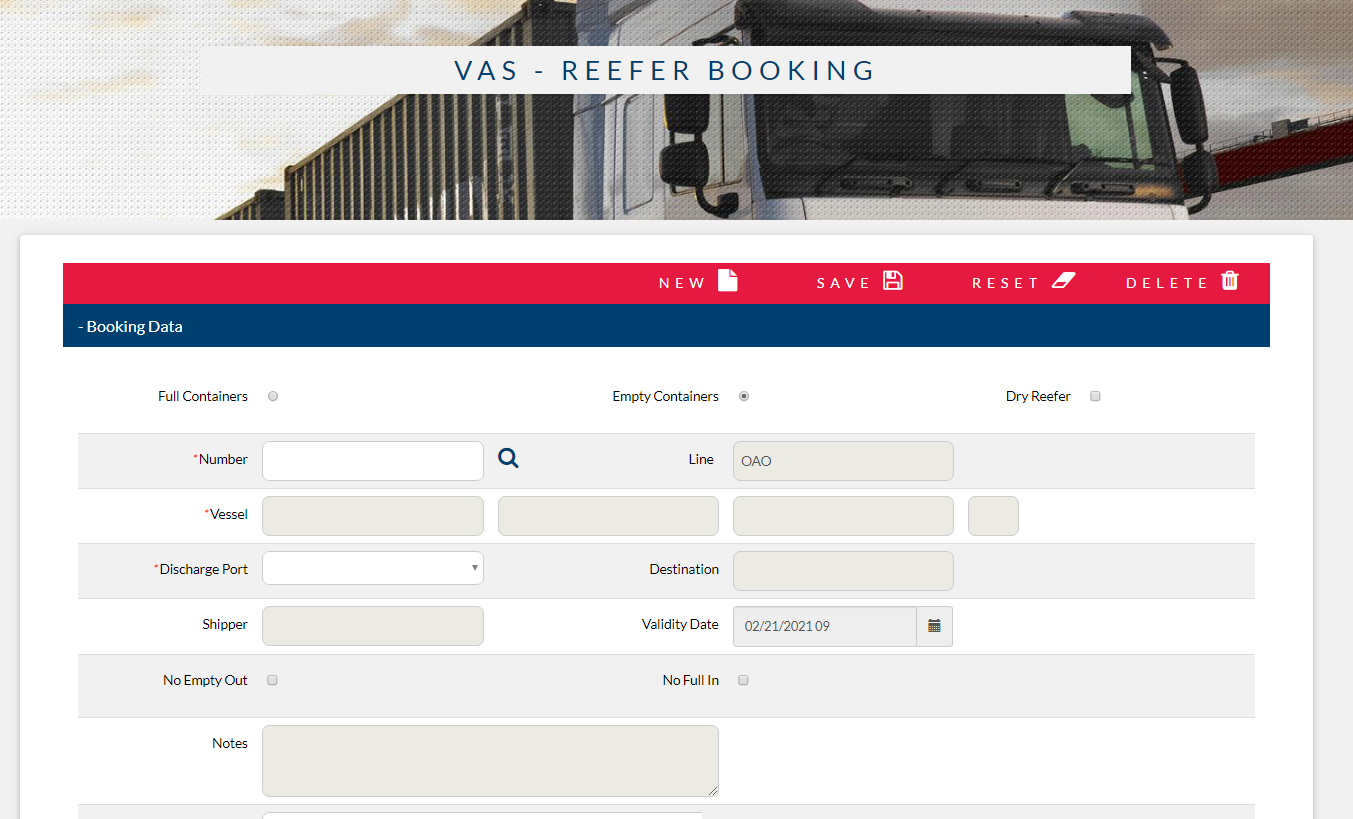 VAS - REEFER BOOKING
NEW SAVE RESET DELETE
- Booking Data
Full Containers Empty Containers Dry Reefer
*Number Line OAO
*Vessel
*Discharge Port Destination
Shipper Validity Date 02/21/2021 09
No Empty Out No Full In
Notes